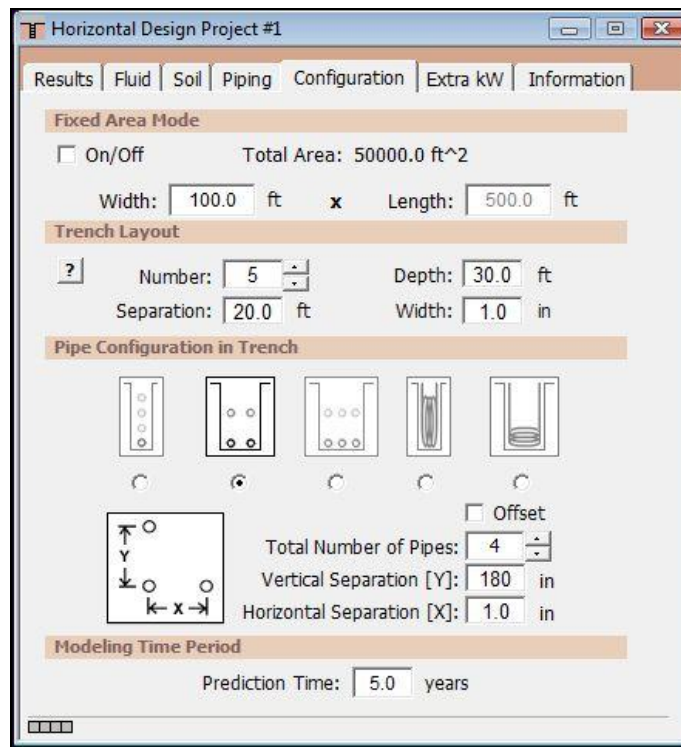 Horizontal Design Project #1
Results Fluid Soil Piping Configuration Extra kW Information
Fixed Area Mode
On/Off Total Area: 50000.0 ft^2
Width: 100.0 ft x Length: 500.0 ft
Trench Layout
? Number: 5 Depth: 30.0 ft
Separation: 20.0 ft Width: 1.0 in
Pipe Configuration in Trench
Offset
Y
X
Total Number of Pipes: 4
Vertical Separation [Y]: 180 in
Horizontal Separation [X]: 1.0 in
Modeling Time Period
Prediction Time: 5.0 years